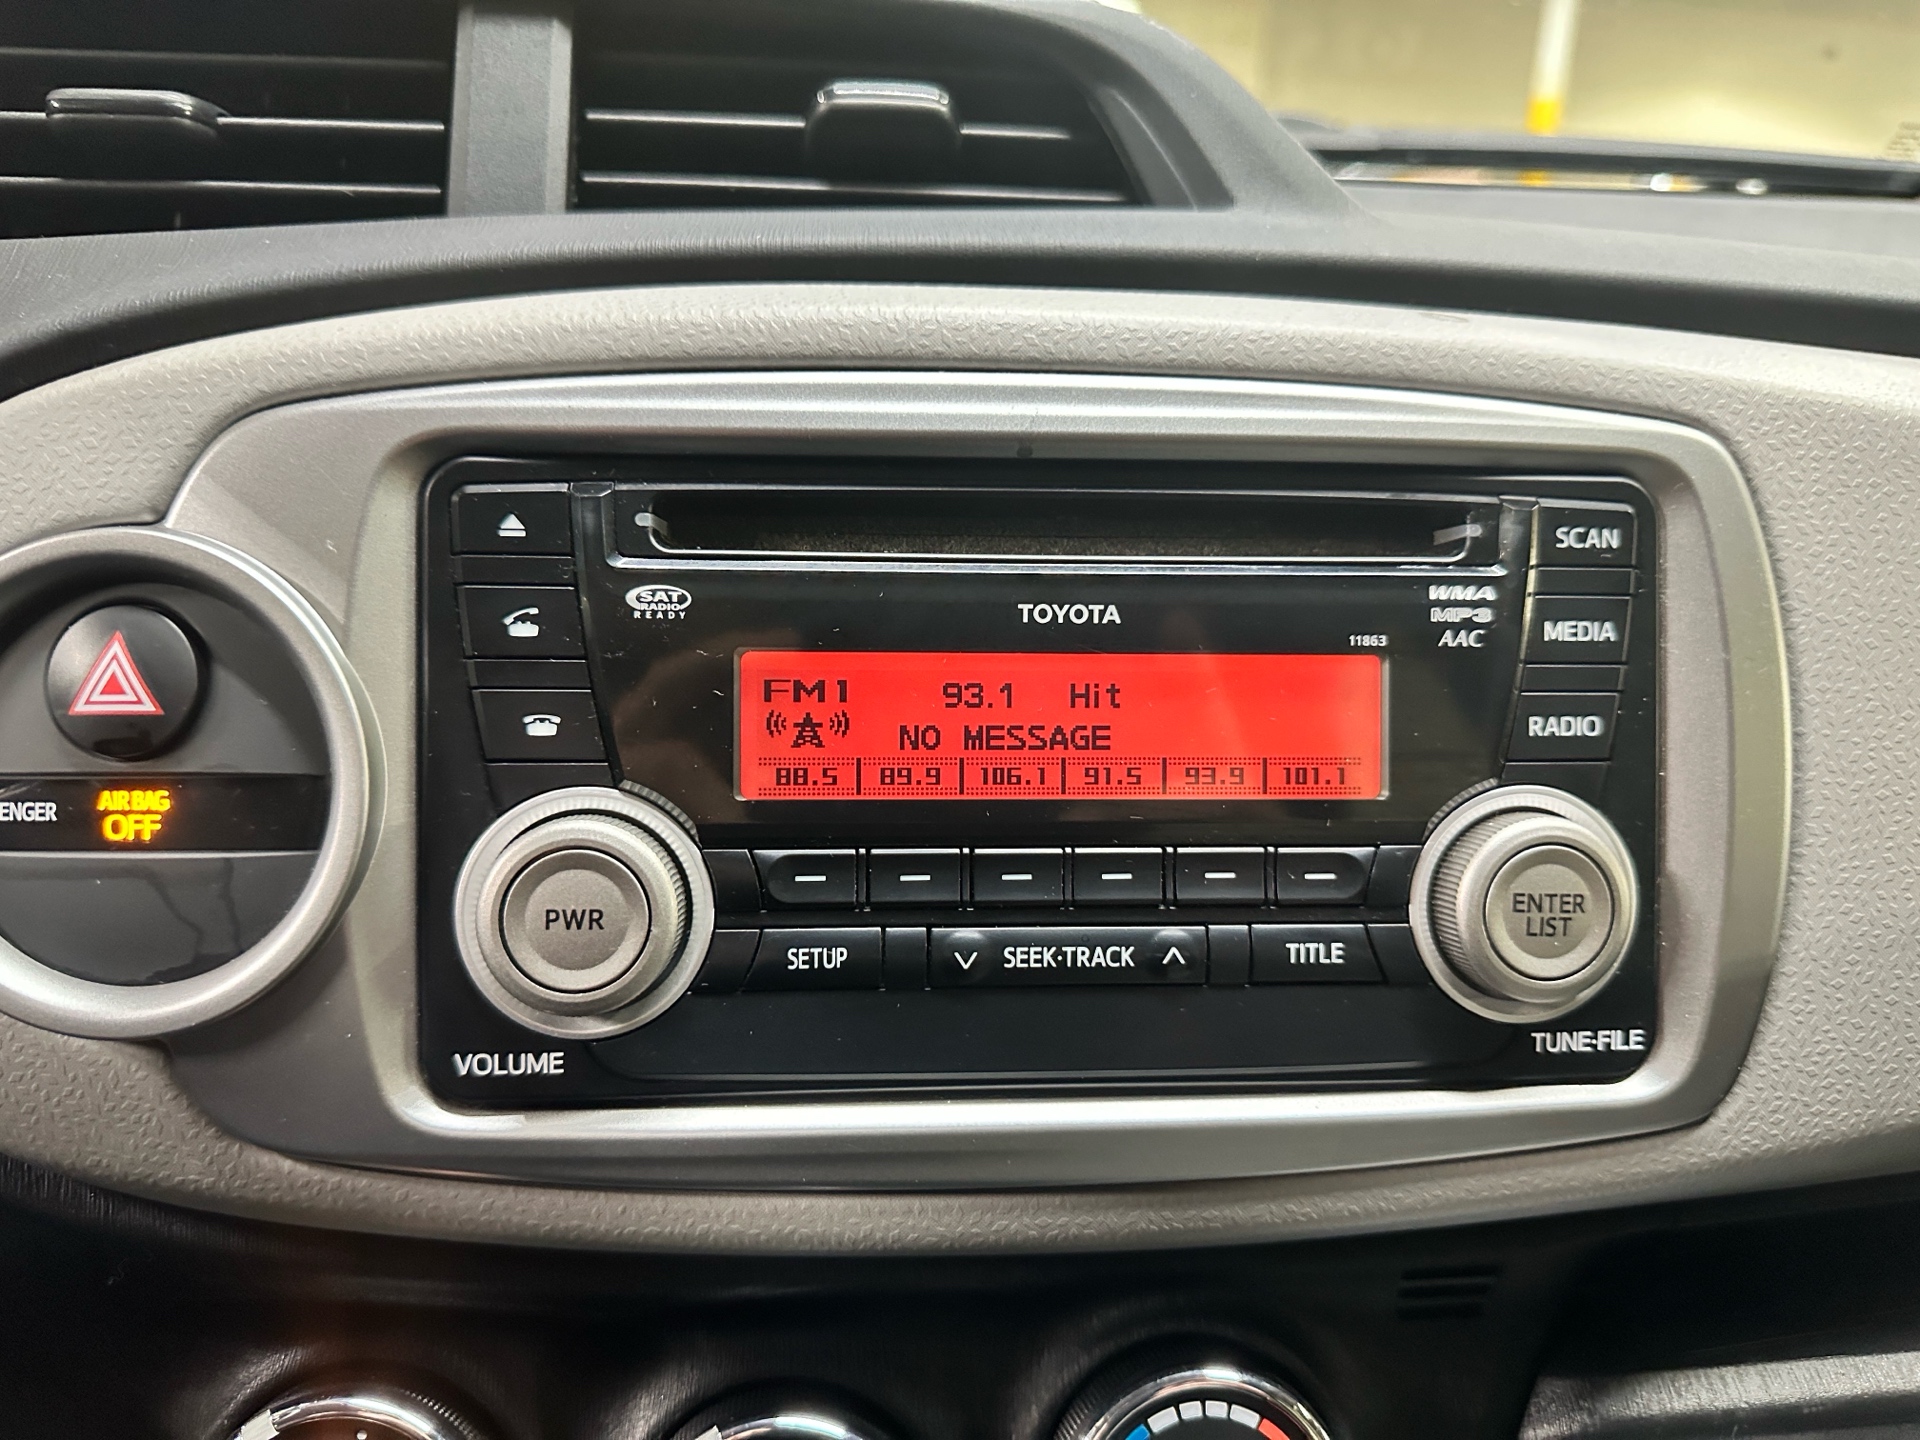 SCAN
SAT
RADIO
READY
TOYOTA
WMA
MP3
AAC
11863
MEDIA
FM1 93.1 Hit
NO MESSAGE
88.5 89.9 106.1 91.5 93.9 101.1
RADIO
ENGER
AIR BAG
OFF
PWR
ENTER
LIST
SETUP
SEEK·TRACK
TITLE
VOLUME
TUNE·FILE